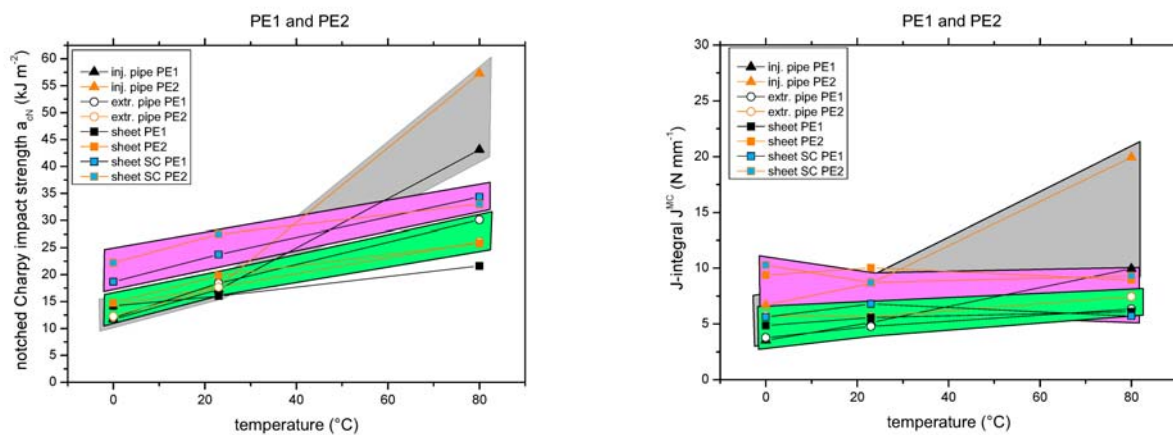 PE1 and PE2
notched Charpy impact strength a_cN (kJ m⁻²)
60
55
50
45
40
35
30
25
20
15
10
5
0
inj. pipe PE1
inj. pipe PE2
extr. pipe PE1
extr. pipe PE2
sheet PE1
sheet PE2
sheet SC PE1
sheet SC PE2
0 20 40 60 80
temperature (°C)
PE1 and PE2
J-integral Jᴹᶜ (N mm⁻¹)
30
25
20
15
10
5
0
inj. pipe PE1
inj. pipe PE2
extr. pipe PE1
extr. pipe PE2
sheet PE1
sheet PE2
sheet SC PE1
sheet SC PE2
0 20 40 60 80
temperature (°C)